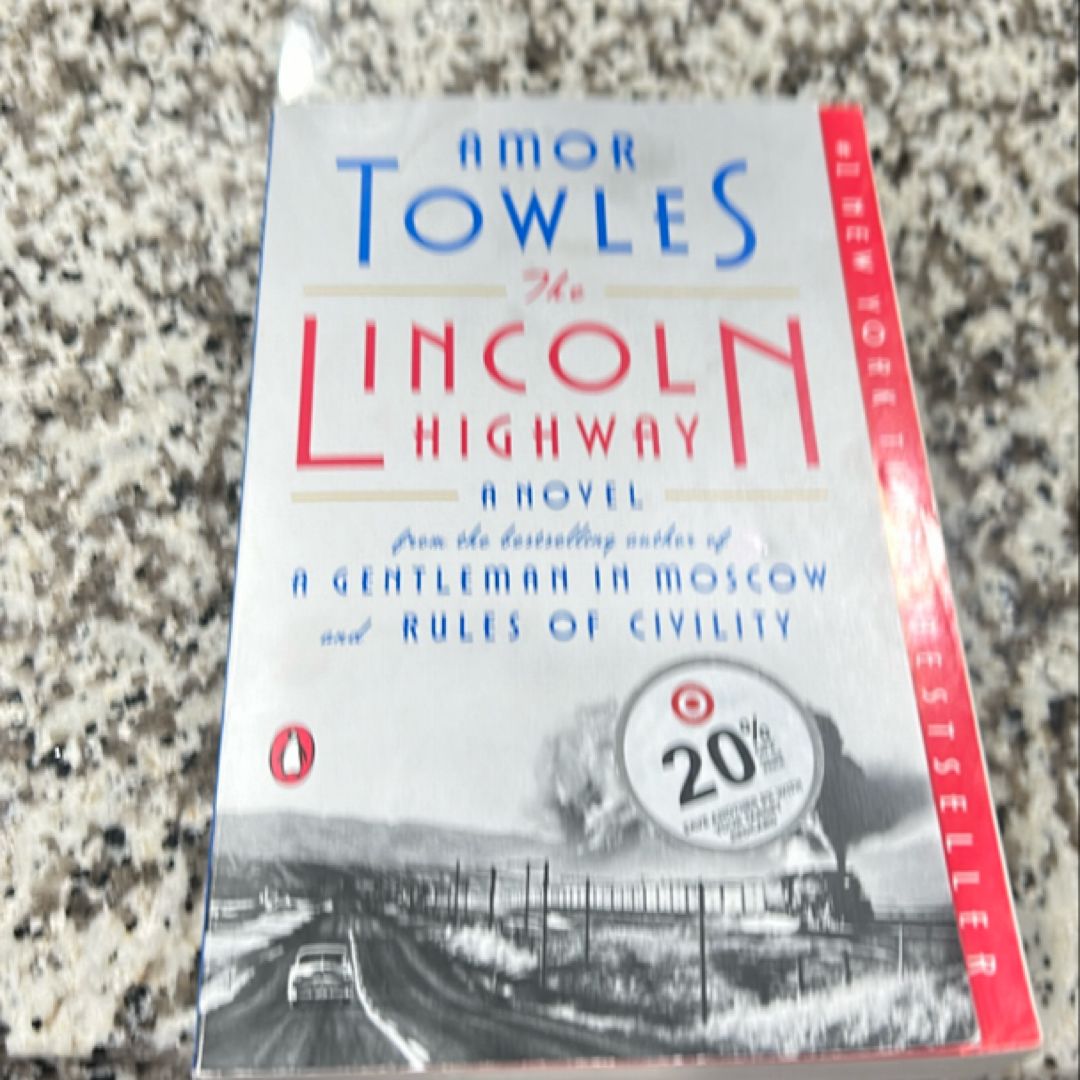 AMOR
TOWLES
The
LINCOLN
HIGHWAY
A NOVEL
from the bestselling author of
A GENTLEMAN IN MOSCOW
and RULES OF CIVILITY
20%
#1 NEW YORK T BESTSELLER